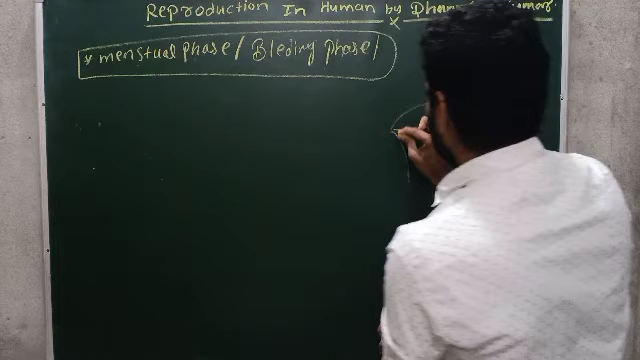 Reproduction In Human by
* menstual phase / Bleding phase /